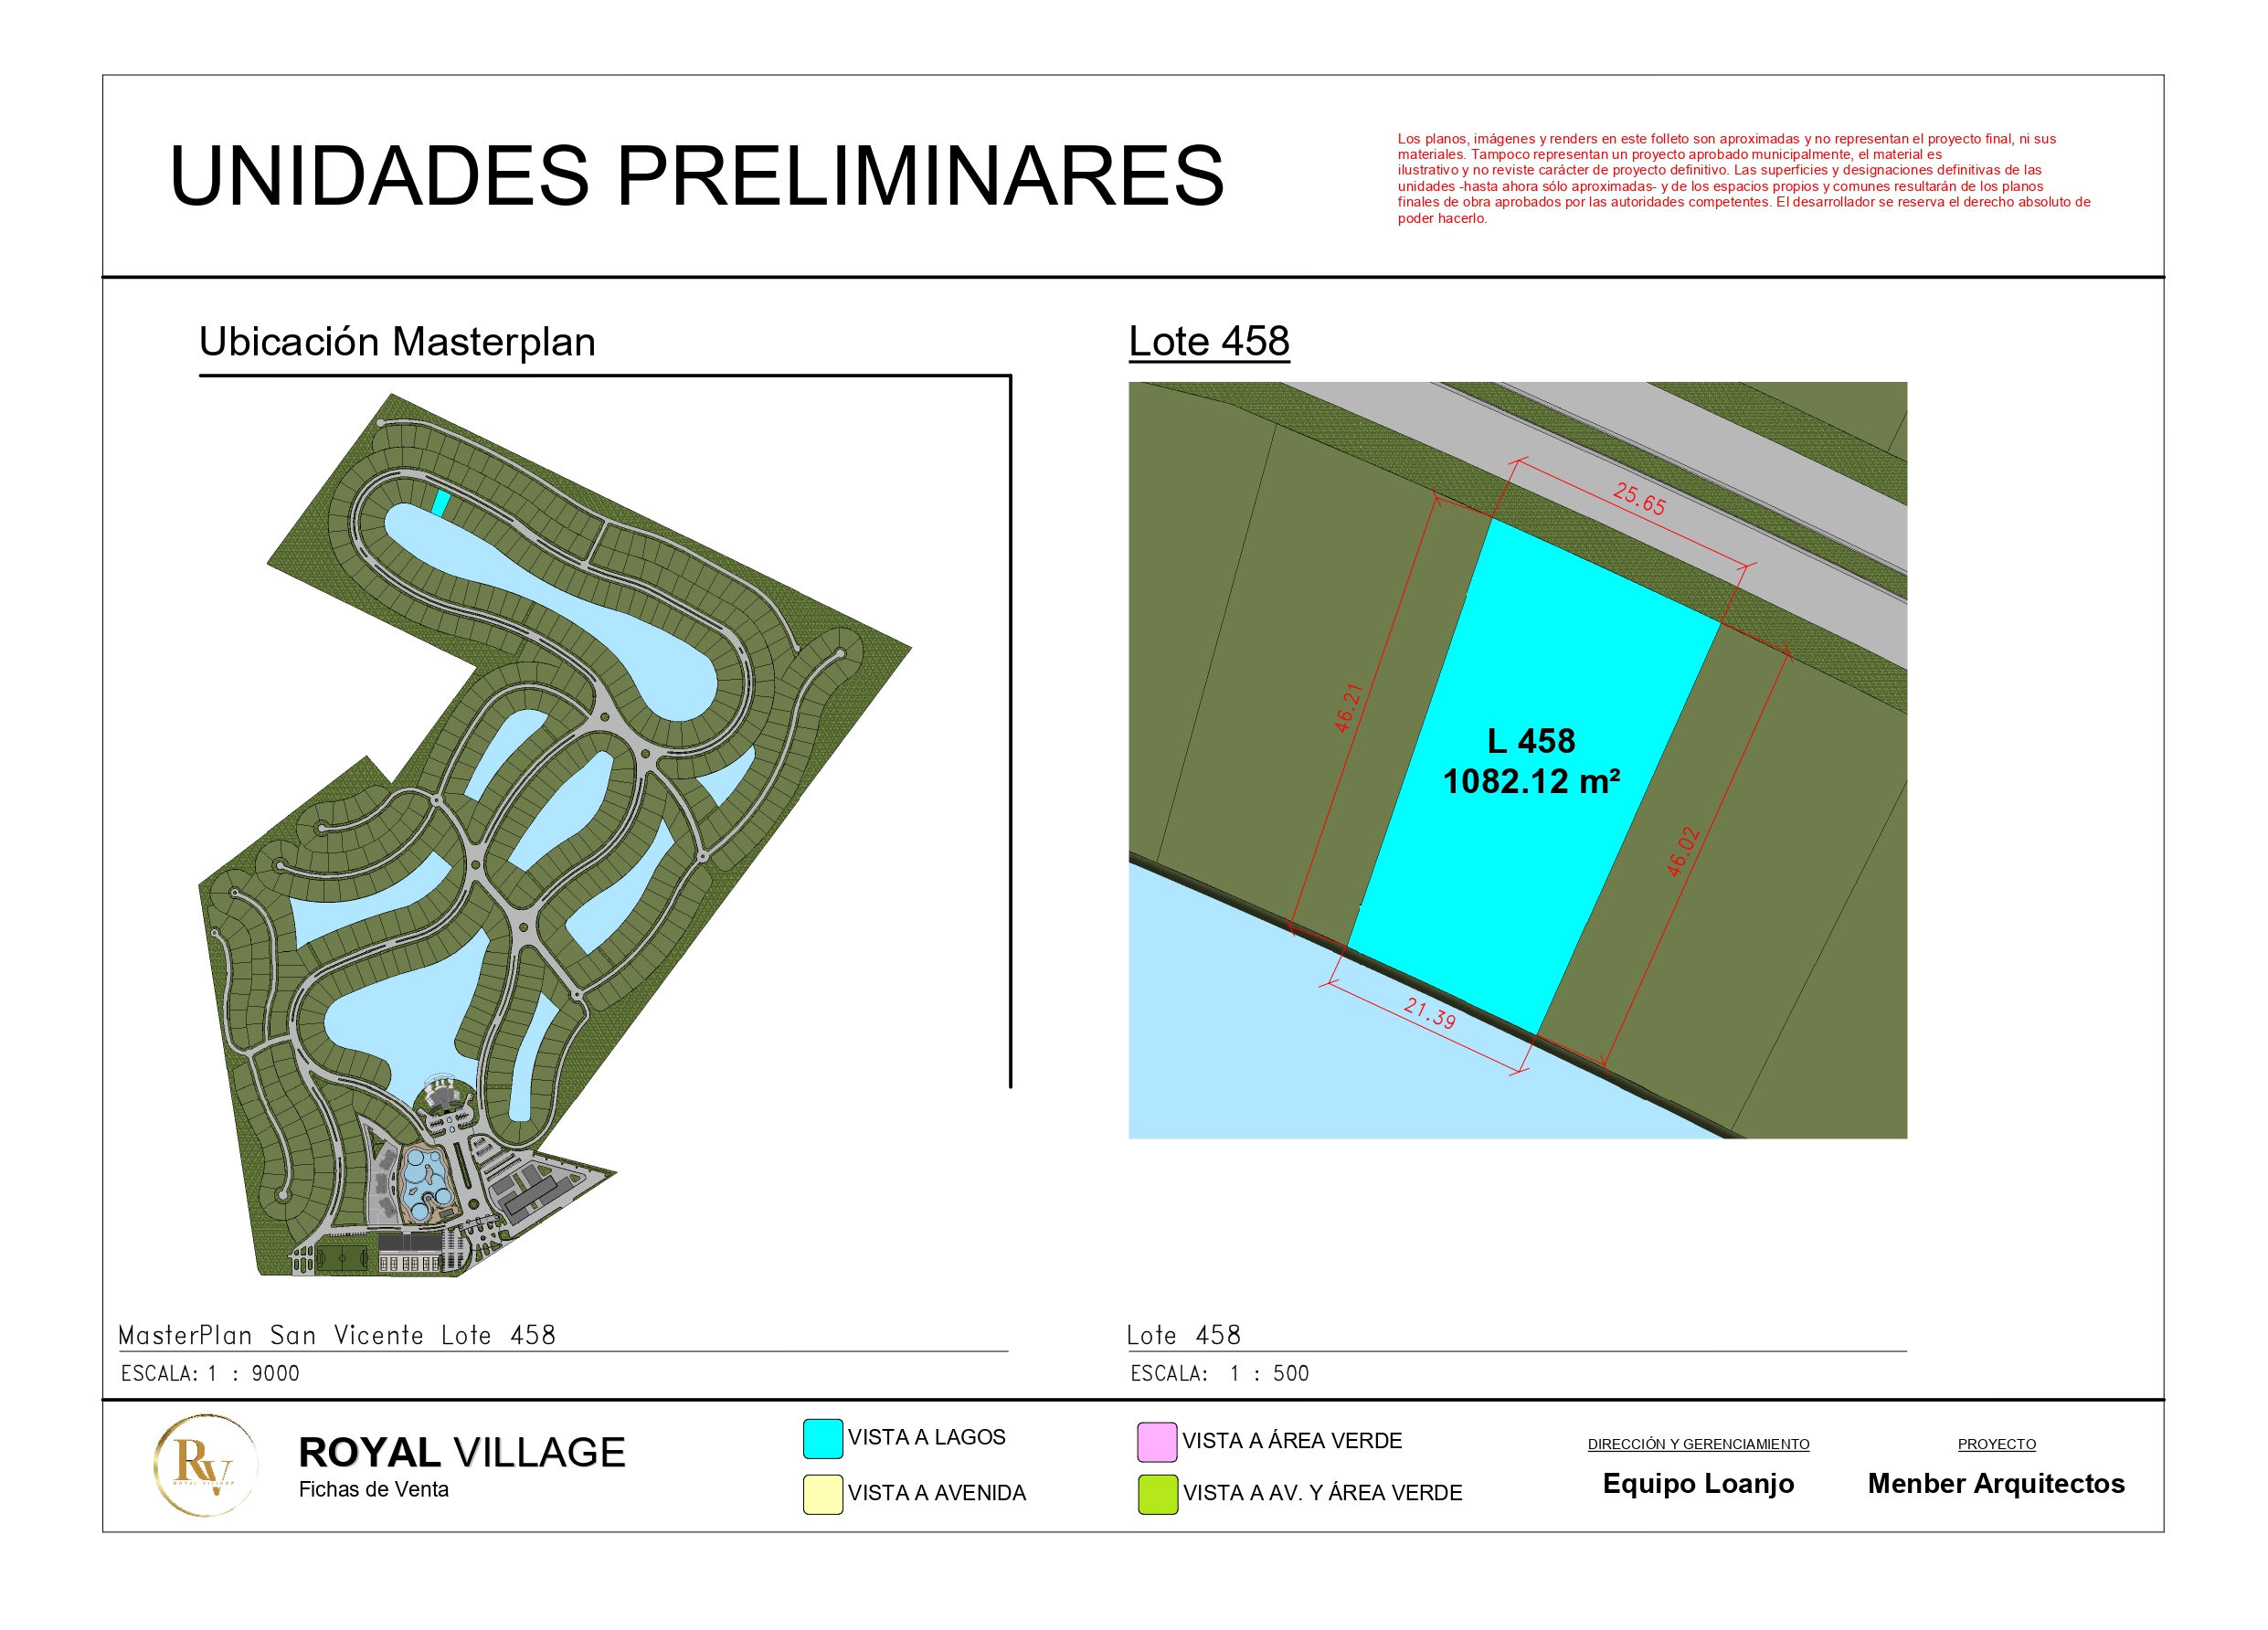 UNIDADES PRELIMINARES
Los planos, imágenes y renders en este folleto son aproximadas y no representan el proyecto final, ni sus
materiales. Tampoco representan un proyecto aprobado municipalmente, el material es
ilustrativo y no reviste carácter de proyecto definitivo. Las superficies y designaciones definitivas de las
unidades -hasta ahora sólo aproximadas- y de los espacios propios y comunes resultarán de los planos
finales de obra aprobados por las autoridades competentes. El desarrollador se reserva el derecho absoluto de
poder hacerlo.
Ubicación Masterplan
Lote 458
25.65
46.21
L 458
1082.12 m²
46.02
21.39
MasterPlan San Vicente Lote 458
ESCALA: 1 : 9000
Lote 458
ESCALA: 1 : 500
RV
ROYAL VILLAGE
ROYAL VILLAGE
Fichas de Venta
VISTA A LAGOS
VISTA A AVENIDA
VISTA A ÁREA VERDE
VISTA A AV. Y ÁREA VERDE
DIRECCIÓN Y GERENCIAMIENTO
Equipo Loanjo
PROYECTO
Menber Arquitectos